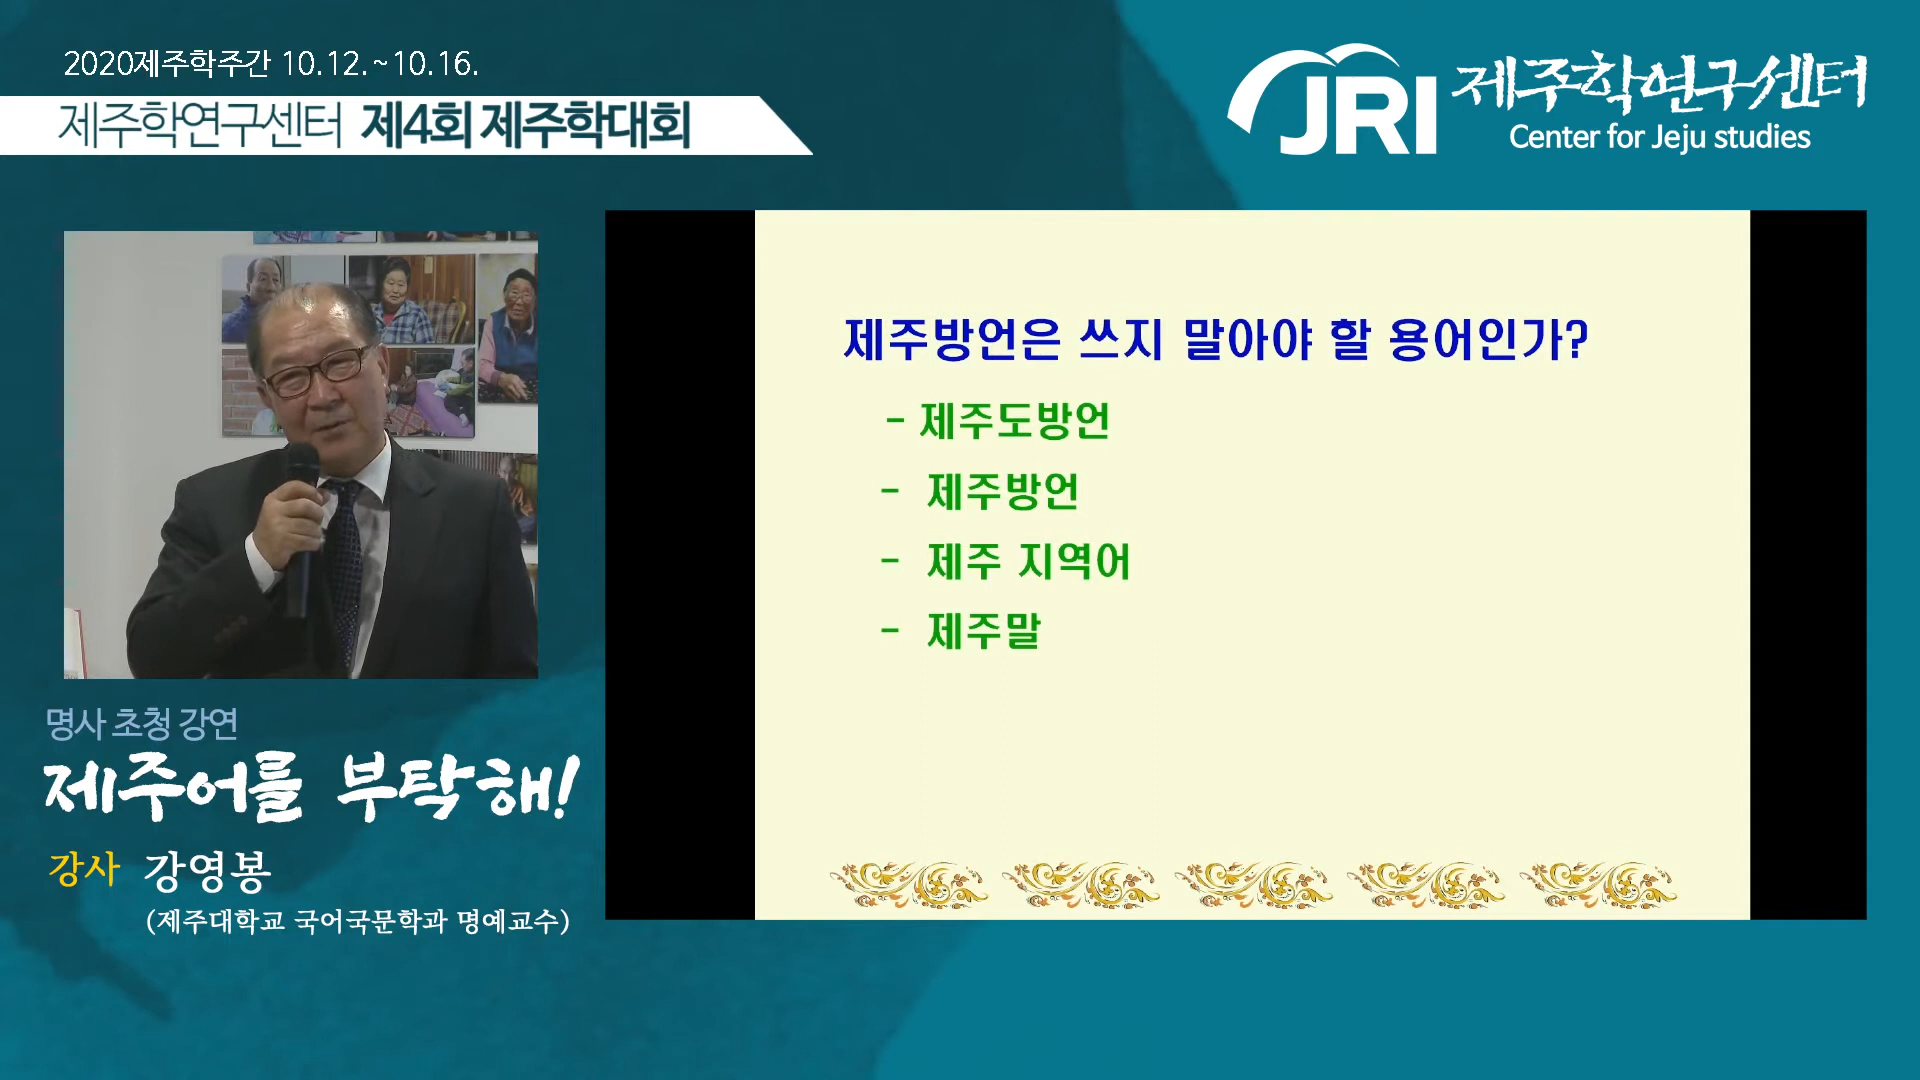 2020제주학주간 10.12.~10.16.
제주학연구센터 제4회 제주학대회
JRI 제주학연구센터
Center for Jeju studies
제주방언은 쓰지 말아야 할 용어인가?
- 제주도방언
- 제주방언
- 제주 지역어
- 제주말
명사 초청 강연
제주어를 부탁해!
강사 강영봉
(제주대학교 국어국문학과 명예교수)